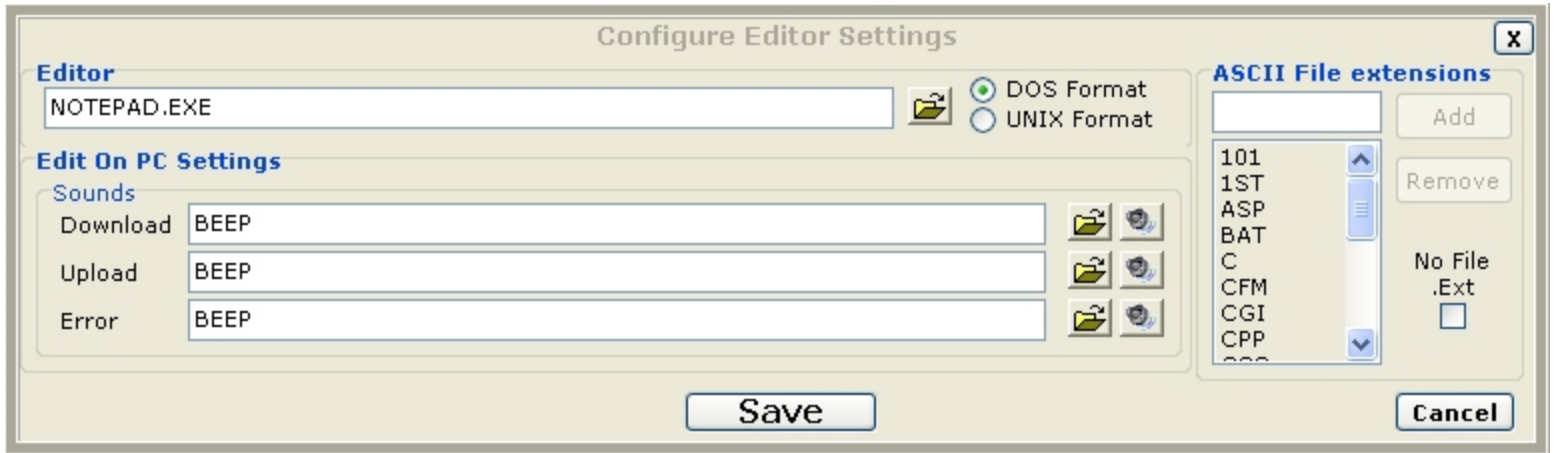 Configure Editor Settings
X
Editor
NOTEPAD.EXE
DOS Format
UNIX Format
Edit On PC Settings
Sounds
Download BEEP
Upload BEEP
Error BEEP
ASCII File extensions
Add
Remove
101
1ST
ASP
BAT
C
CFM
CGI
CPP
No File
.Ext
Save
Cancel